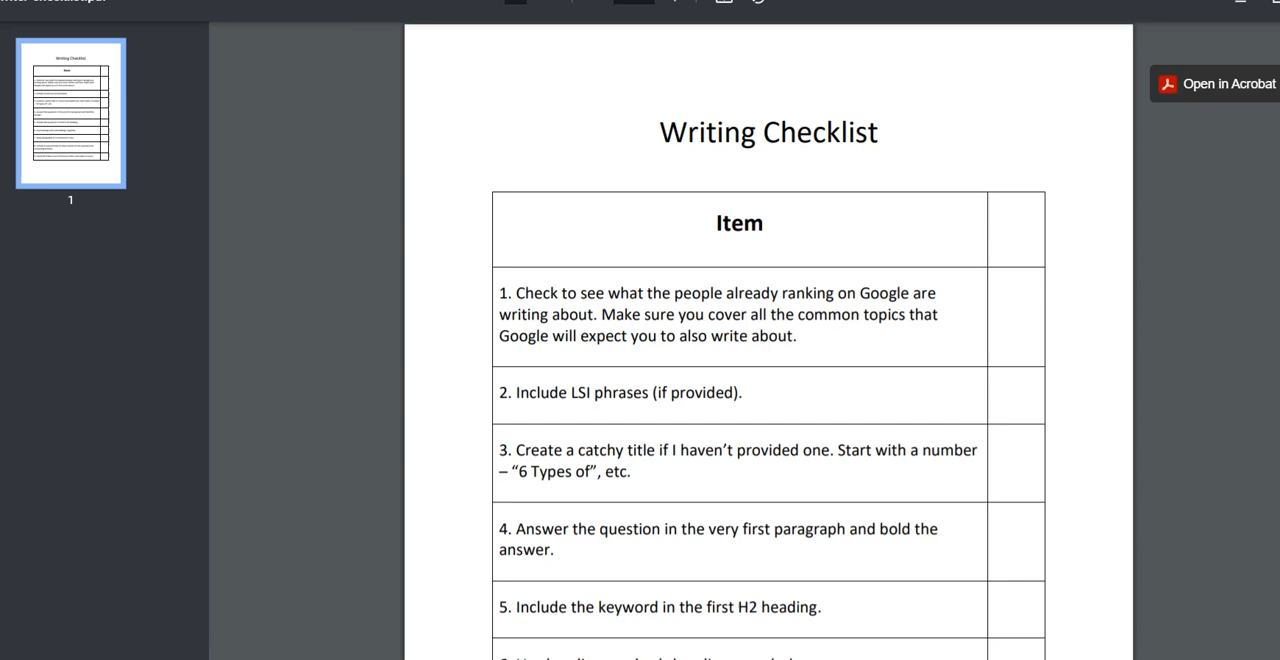 Open in Acrobat
1
Writing Checklist
Item
1. Check to see what the people already ranking on Google are
writing about. Make sure you cover all the common topics that
Google will expect you to also write about.
2. Include LSI phrases (if provided).
3. Create a catchy title if I haven’t provided one. Start with a number
– “6 Types of”, etc.
4. Answer the question in the very first paragraph and bold the
answer.
5. Include the keyword in the first H2 heading.